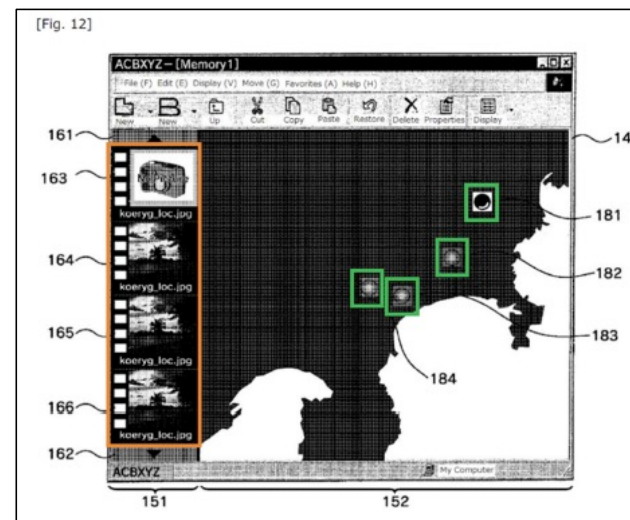 [Fig. 12]
ACBXYZ-[Memory1]
File (F) Edit (E) Display (V) Move (G) Favorites (A) Help (H)
New New Up Cut Copy Paste Restore Delete Properties Display
161
14
163
koeryg_loc.jpg
181
164
koeryg_loc.jpg
182
165
koeryg_loc.jpg
183
184
166
koeryg_loc.jpg
162
ACBXYZ
My Computer
151
152